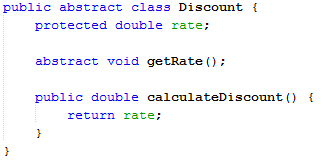 public abstract class Discount {
    protected double rate;
    abstract void getRate();
    public double calculateDiscount() {
        return rate;
    }
}